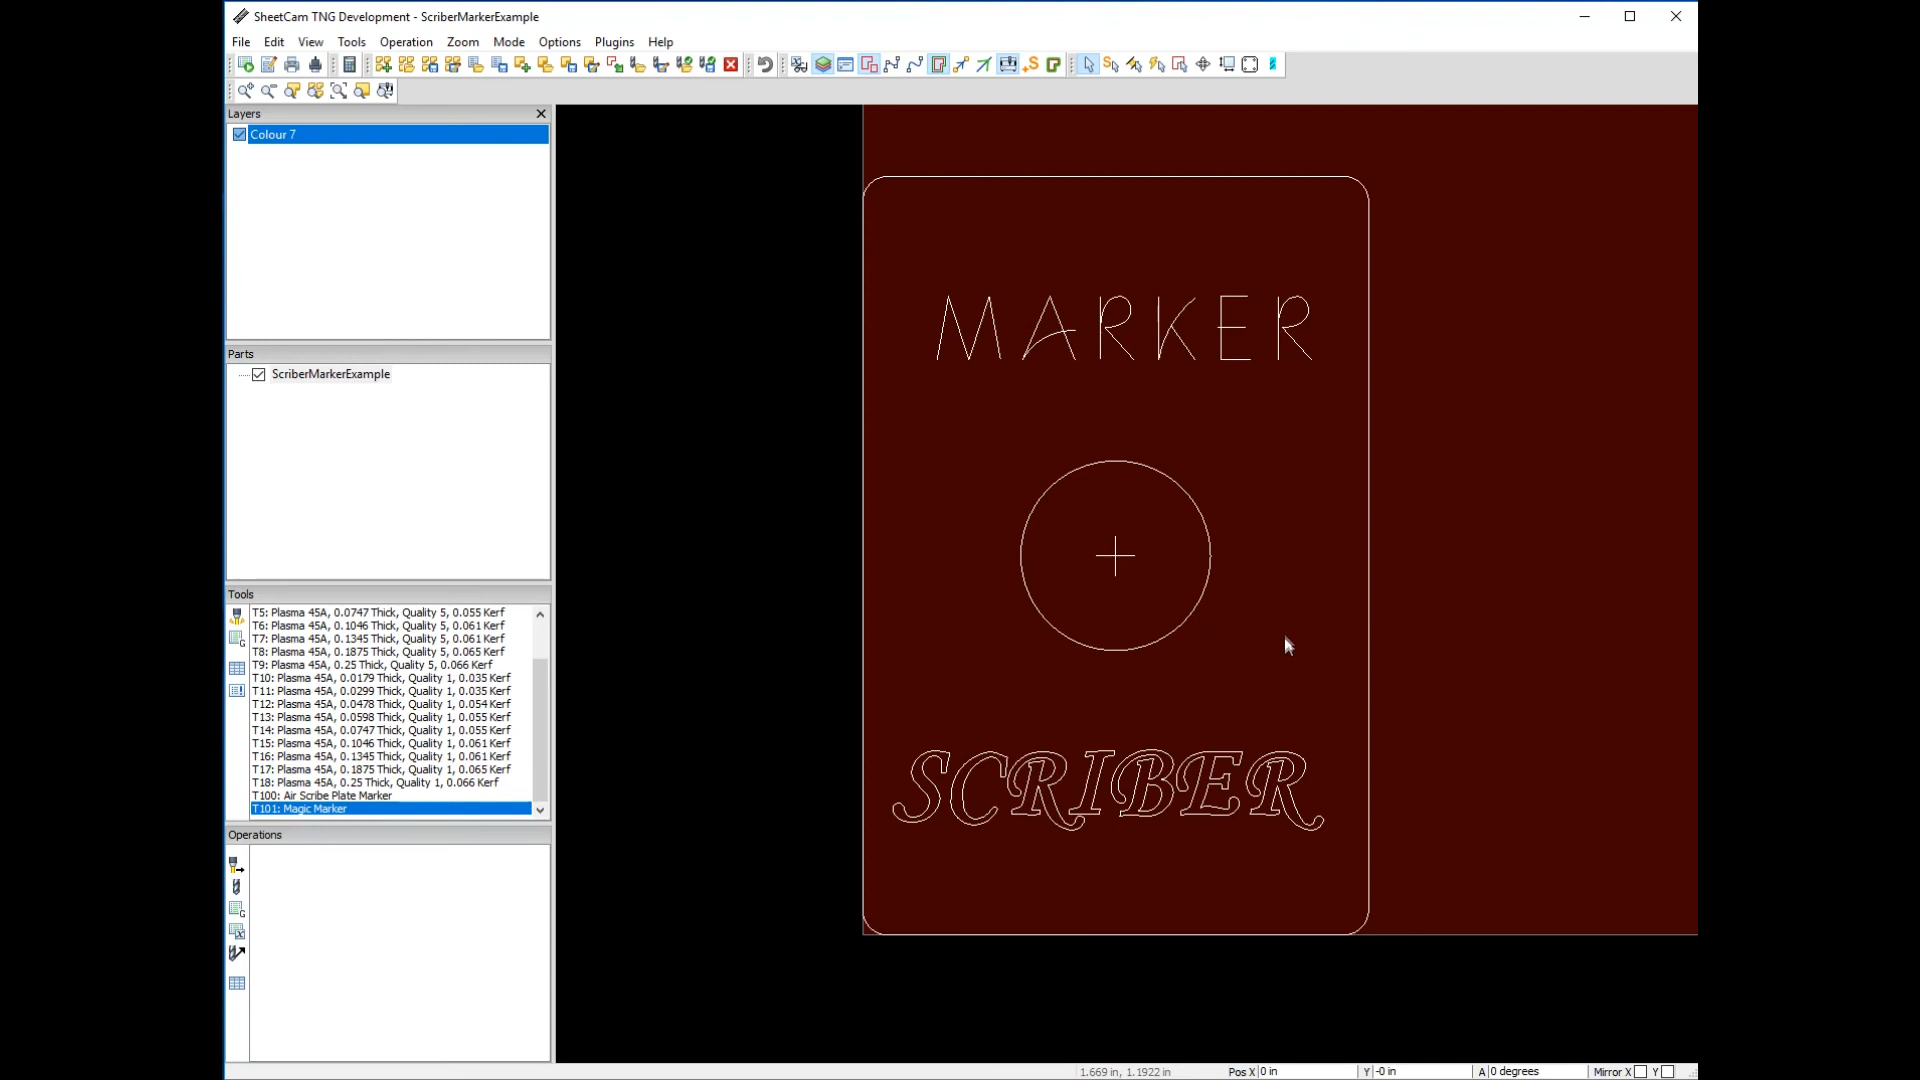 SheetCam TNG Development - ScriberMarkerExample
File Edit View Tools Operation Zoom Mode Options Plugins Help
Layers
Colour 7
Parts
ScriberMarkerExample
Tools
T5: Plasma 45A, 0.0747 Thick, Quality 5, 0.055 Kerf
T6: Plasma 45A, 0.1046 Thick, Quality 5, 0.061 Kerf
T7: Plasma 45A, 0.1345 Thick, Quality 5, 0.061 Kerf
T8: Plasma 45A, 0.1875 Thick, Quality 5, 0.065 Kerf
T9: Plasma 45A, 0.25 Thick, Quality 5, 0.066 Kerf
T10: Plasma 45A, 0.0179 Thick, Quality 1, 0.035 Kerf
T11: Plasma 45A, 0.0299 Thick, Quality 1, 0.035 Kerf
T12: Plasma 45A, 0.0478 Thick, Quality 1, 0.054 Kerf
T13: Plasma 45A, 0.0598 Thick, Quality 1, 0.055 Kerf
T14: Plasma 45A, 0.0747 Thick, Quality 1, 0.055 Kerf
T15: Plasma 45A, 0.1046 Thick, Quality 1, 0.061 Kerf
T16: Plasma 45A, 0.1345 Thick, Quality 1, 0.061 Kerf
T17: Plasma 45A, 0.1875 Thick, Quality 1, 0.065 Kerf
T18: Plasma 45A, 0.25 Thick, Quality 1, 0.066 Kerf
T100: Air Scribe Plate Marker
T101: Magic Marker
Operations
MARKER
SCRIBER
1.669 in, 1.1922 in Pos X 0 in Y -0 in A 0 degrees Mirror X Y